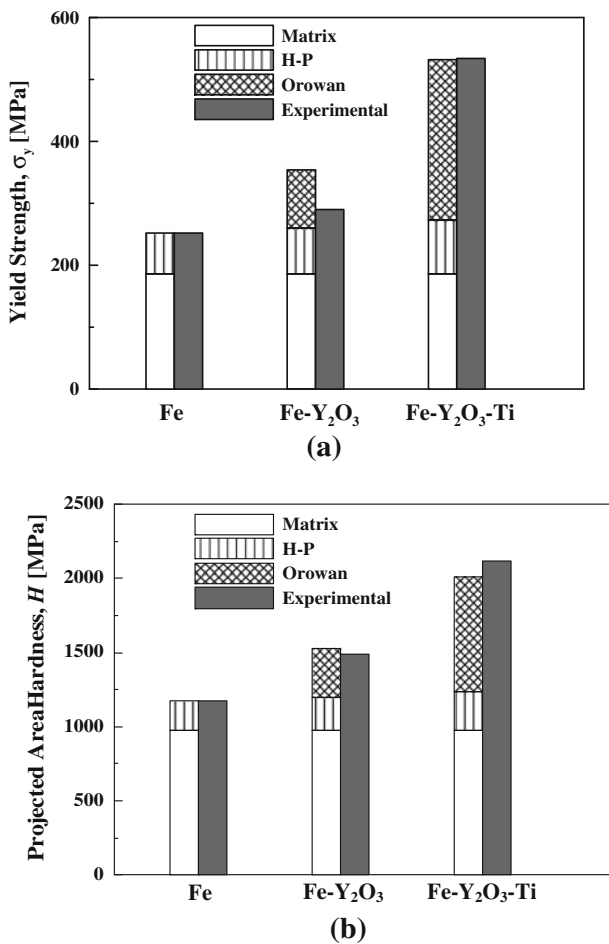 600
400
200
0
Yield Strength, σy [MPa]
Matrix
H-P
Orowan
Experimental
Fe
Fe-Y2O3
Fe-Y2O3-Ti
(a)
2500
2000
1500
1000
500
0
Projected AreaHardness, H [MPa]
Matrix
H-P
Orowan
Experimental
Fe
Fe-Y2O3
Fe-Y2O3-Ti
(b)